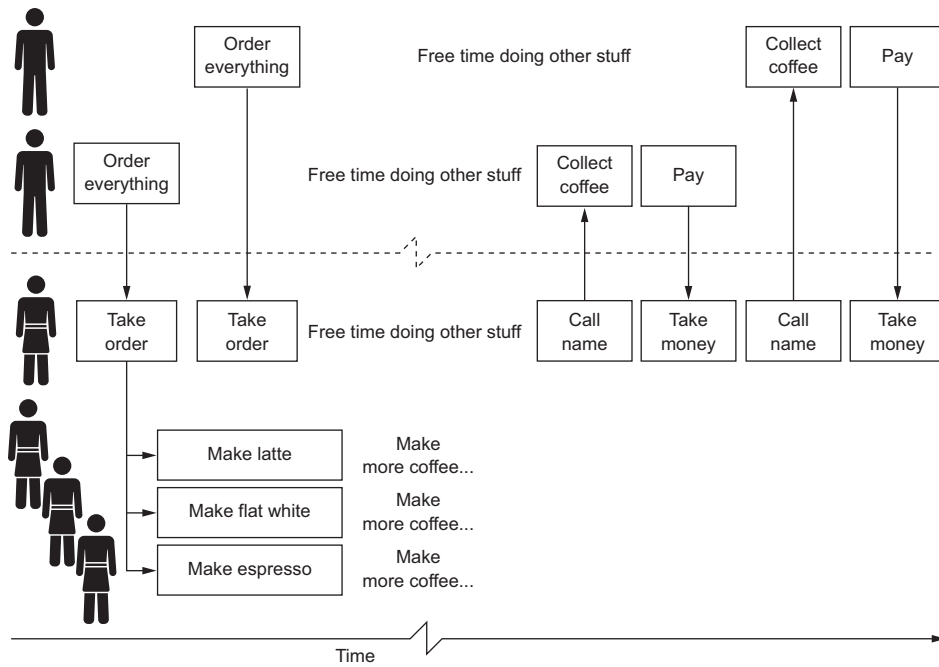 Order
everything
Free time doing other stuff
Collect
coffee
Pay
Order
everything
Free time doing other stuff
Collect
coffee
Pay
Take
order
Take
order
Free time doing other stuff
Call
name
Take
money
Call
name
Take
money
Make latte
Make
more coffee...
Make flat white
Make
more coffee...
Make espresso
Make
more coffee...
Time